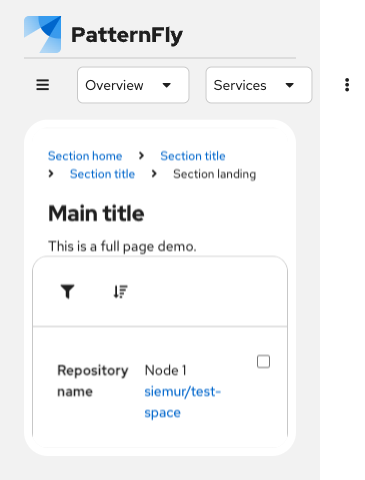 PatternFly
Overview
Services
Section home
Section title
Section title
Section landing
Main title
This is a full page demo.
Repository name
Node 1
siemur/test-
space